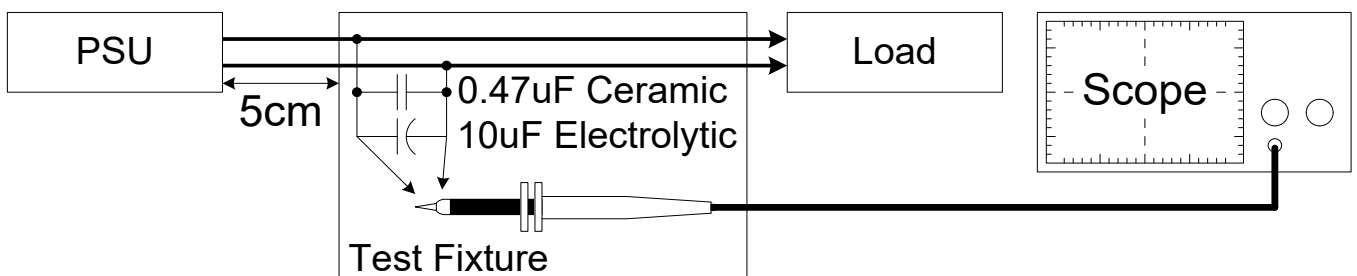 PSU
Load
Scope
5cm
0.47uF Ceramic
10uF Electrolytic
Test Fixture